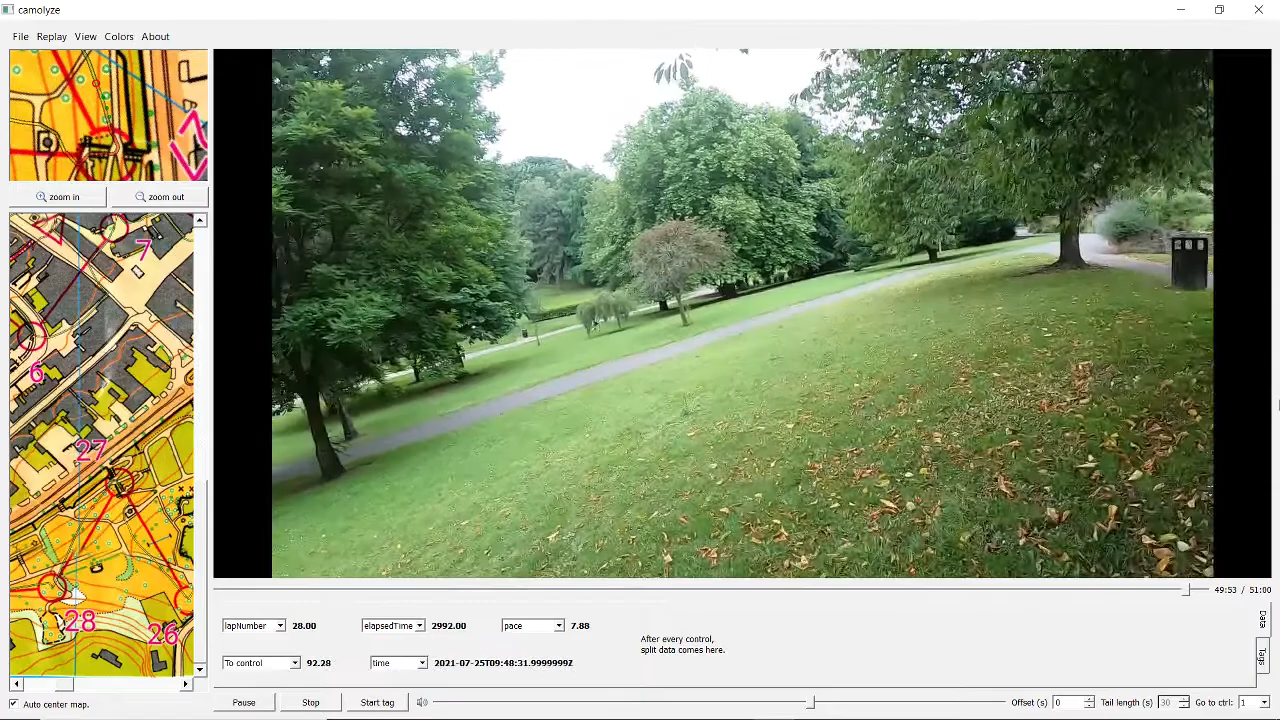 camolyze
File Replay View Colors About
zoom in zoom out
7
6
27
28
26
49:53 / 51:00
lapNumber 28.00 elapsedTime 2992.00 pace 7.88
After every control,
split data comes here.
To control 92.28 time 2021-07-25T09:48:31.9999999Z
Data
Tags
Auto center map.
Pause Stop Start tag Offset (s) 0 Tail length (s) 30 Go to ctrl: 1